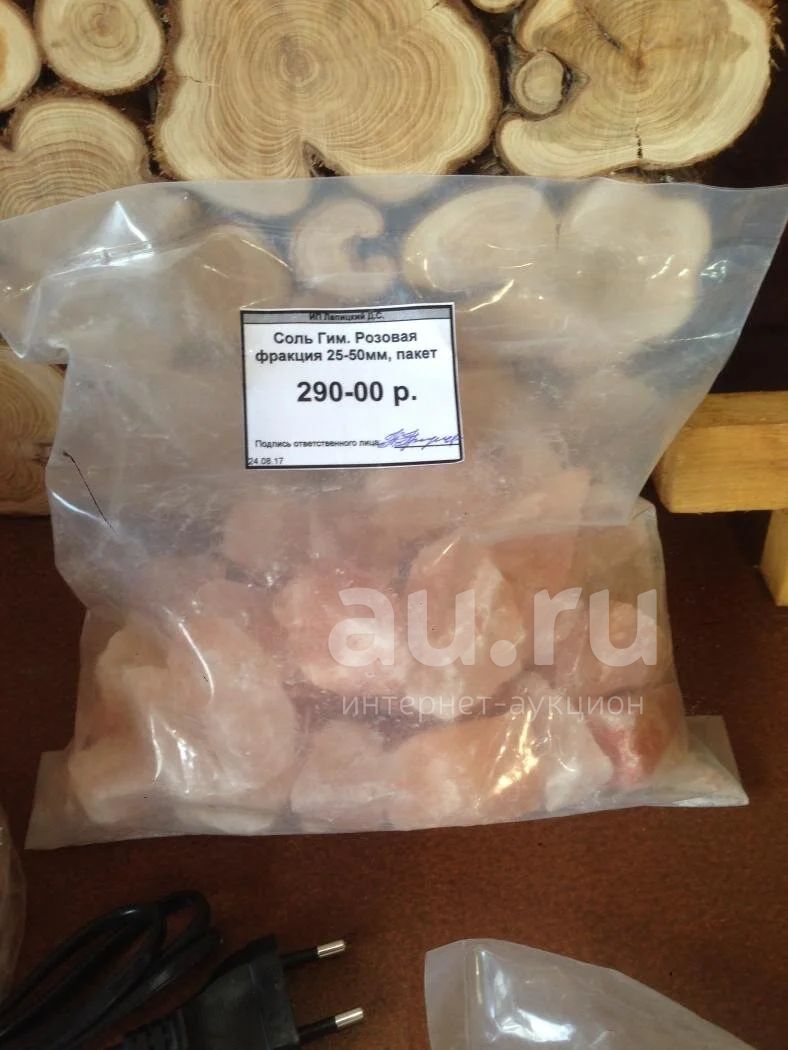 ИП Лапицкий Д.С.
Соль Гим. Розовая
фракция 25-50мм, пакет
290-00 р.
Подпись ответственного лица
24.08.17
au.ru
интернет-аукцион